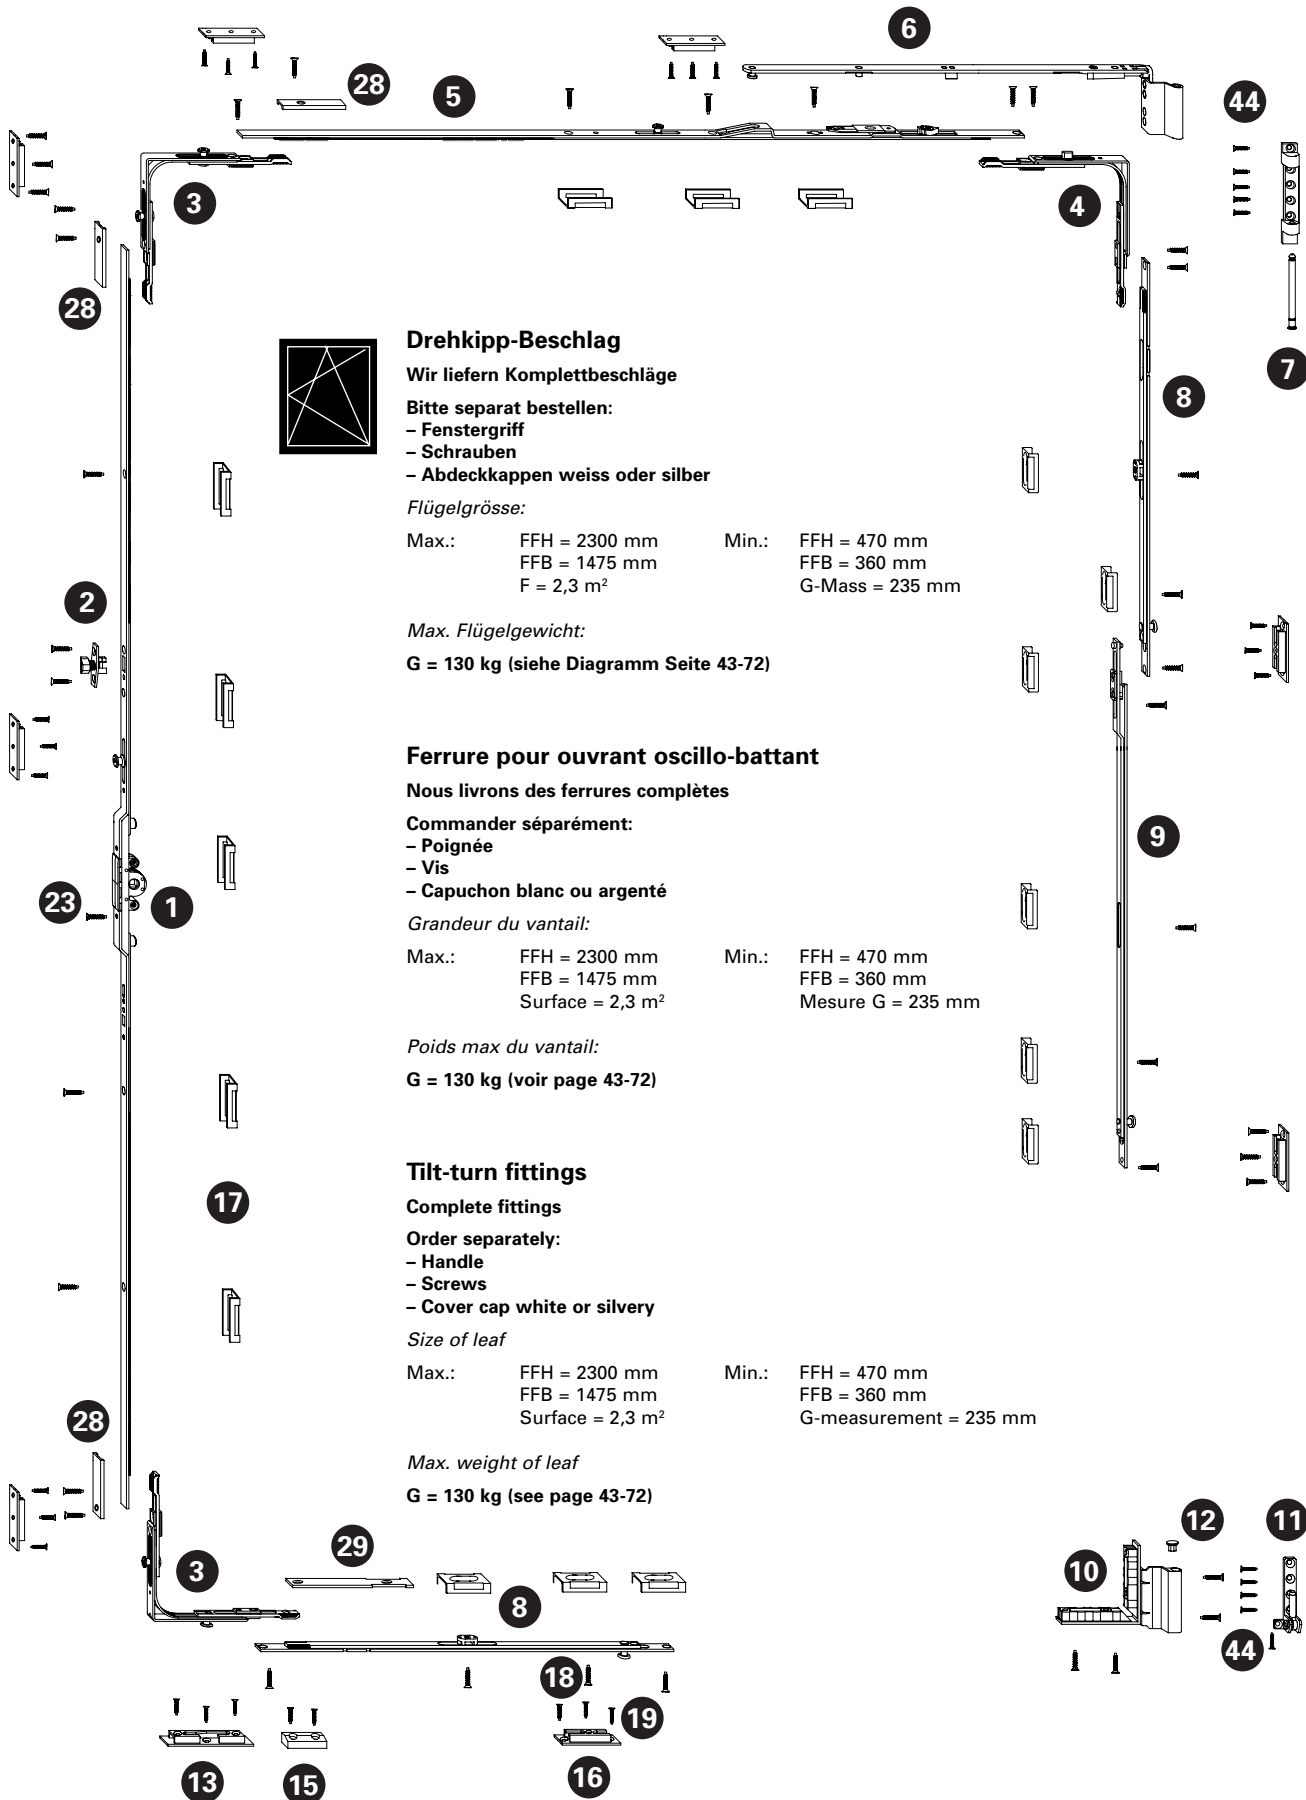 6
28
5
44
3
4
28
7
8
Drehkipp-Beschlag
Wir liefern Komplettbeschläge
Bitte separat bestellen:
– Fenstergriff
– Schrauben
– Abdeckkappen weiss oder silber
Flügelgrösse:
Max.: FFH = 2300 mm Min.: FFH = 470 mm
FFB = 1475 mm FFB = 360 mm
F = 2,3 m² G-Mass = 235 mm
Max. Flügelgewicht:
G = 130 kg (siehe Diagramm Seite 43-72)
2
Ferrure pour ouvrant oscillo-battant
Nous livrons des ferrures complètes
Commander séparément:
– Poignée
– Vis
– Capuchon blanc ou argenté
Grandeur du vantail:
Max.: FFH = 2300 mm Min.: FFH = 470 mm
FFB = 1475 mm FFB = 360 mm
Surface = 2,3 m² Mesure G = 235 mm
Poids max du vantail:
G = 130 kg (voir page 43-72)
9
23
1
17
Tilt-turn fittings
Complete fittings
Order separately:
– Handle
– Screws
– Cover cap white or silvery
Size of leaf
Max.: FFH = 2300 mm Min.: FFH = 470 mm
FFB = 1475 mm FFB = 360 mm
Surface = 2,3 m² G-measurement = 235 mm
Max. weight of leaf
G = 130 kg (see page 43-72)
28
12
11
29
3
10
8
44
18
19
13
15
16